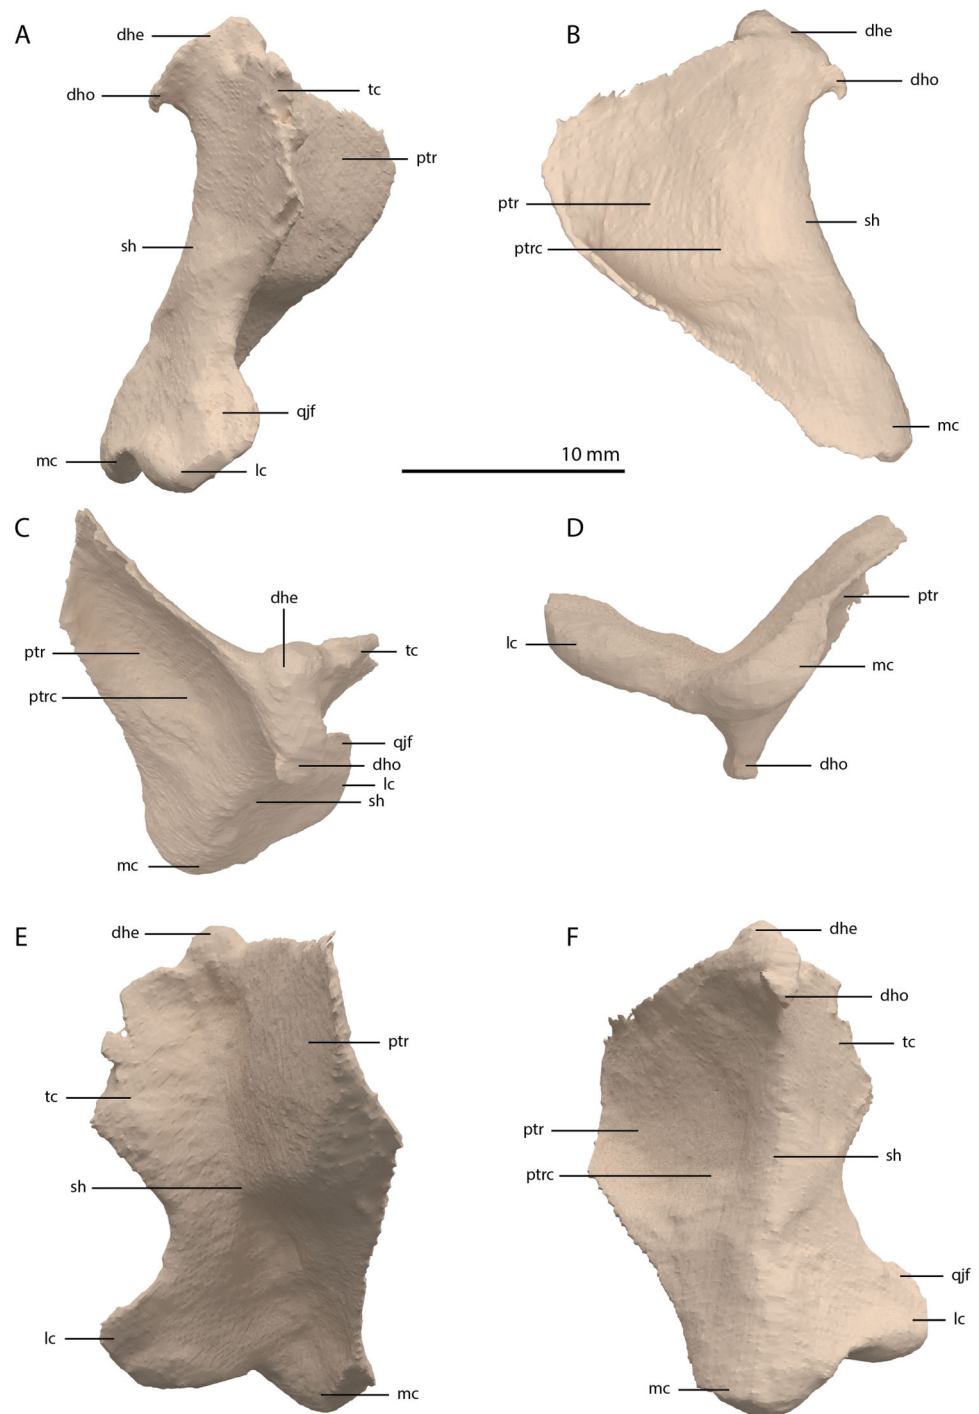 A
dhe
dho
tc
ptr
sh
qjf
mc
lc
B
dhe
dho
ptr
sh
ptrc
mc
10 mm
C
dhe
ptr
tc
ptrc
qjf
dho
lc
sh
mc
D
ptr
lc
mc
dho
E
dhe
ptr
tc
sh
lc
mc
F
dhe
dho
tc
ptr
sh
ptrc
qjf
lc
mc